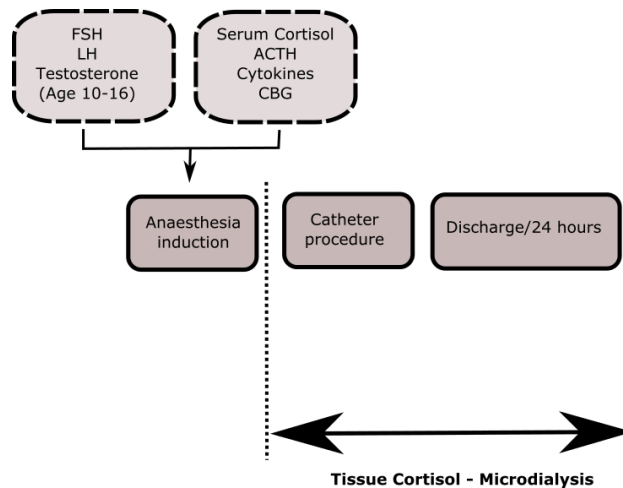 FSH
LH
Testosterone
(Age 10-16)
Serum Cortisol
ACTH
Cytokines
CBG
Anaesthesia
induction
Catheter
procedure
Discharge/24 hours
Tissue Cortisol - Microdialysis